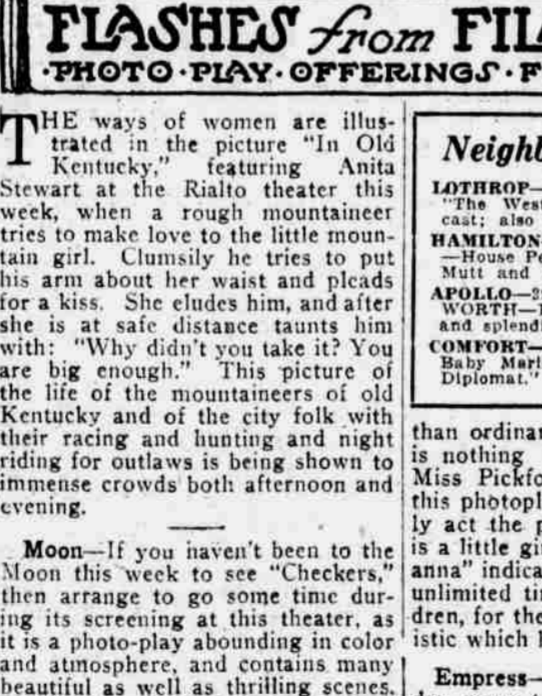 FLASHES from FIL
PHOTO · PLAY · OFFERINGS · F
THE ways of women are illus-
trated in the picture "In Old
Kentucky," featuring Anita
Stewart at the Rialto theater this
week, when a rough mountaineer
tries to make love to the little moun-
tain girl. Clumsily he tries to put
his arm about her waist and pleads
for a kiss. She eludes him, and after
she is at safe distance taunts him
with: "Why didn't you take it? You
are big enough." This picture of
the life of the mountaineers of old
Kentucky and of the city folk with
their racing and hunting and night
riding for outlaws is being shown to
immense crowds both afternoon and
evening.
Moon—If you haven't been to the
Moon this week to see "Checkers,"
then arrange to go some time dur-
ing its screening at this theater, as
it is a photo-play abounding in color
and atmosphere, and contains many
beautiful as well as thrilling scenes.
Neighb
LOTHROP—
"The West
cast; also
HAMILTON
—House Pe
Mutt and
APOLLO—2
WORTH—
and splend
COMFORT—
Baby Mari
Diplomat."
than ordinar
is nothing
Miss Pickfo
this photopl
ly act the p
is a little gi
anna" indica
unlimited ti
dren, for the
istic which
Empress—